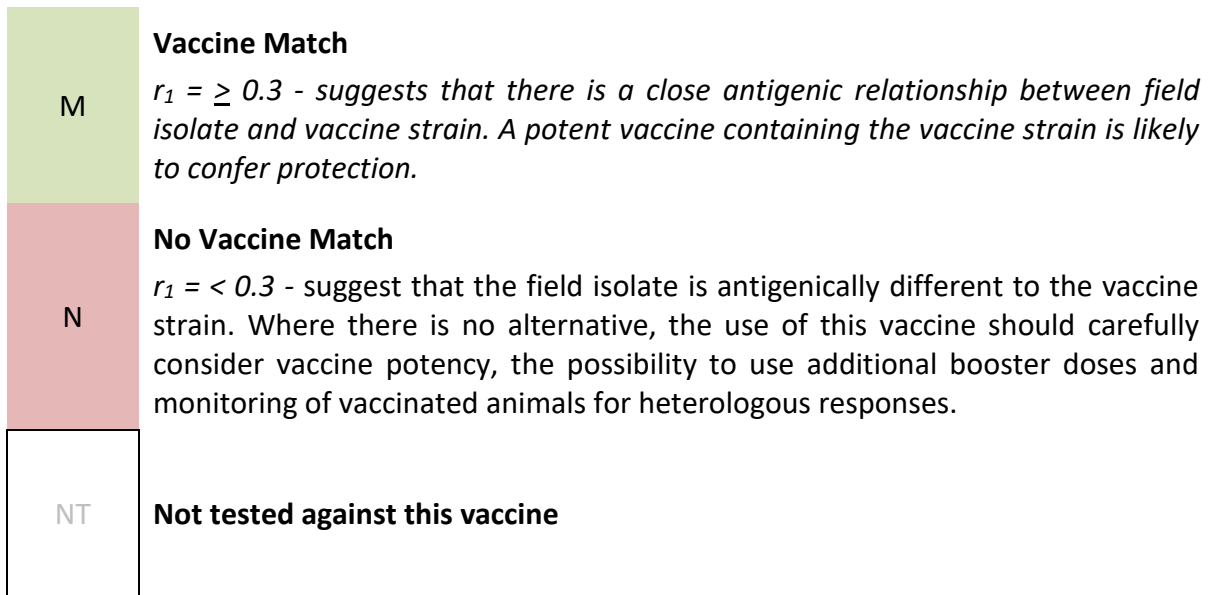 Vaccine Match
M
r1 = ≥ 0.3 - suggests that there is a close antigenic relationship between field
isolate and vaccine strain. A potent vaccine containing the vaccine strain is likely
to confer protection.
No Vaccine Match
N
r1 = < 0.3 - suggest that the field isolate is antigenically different to the vaccine
strain. Where there is no alternative, the use of this vaccine should carefully
consider vaccine potency, the possibility to use additional booster doses and
monitoring of vaccinated animals for heterologous responses.
NT
Not tested against this vaccine